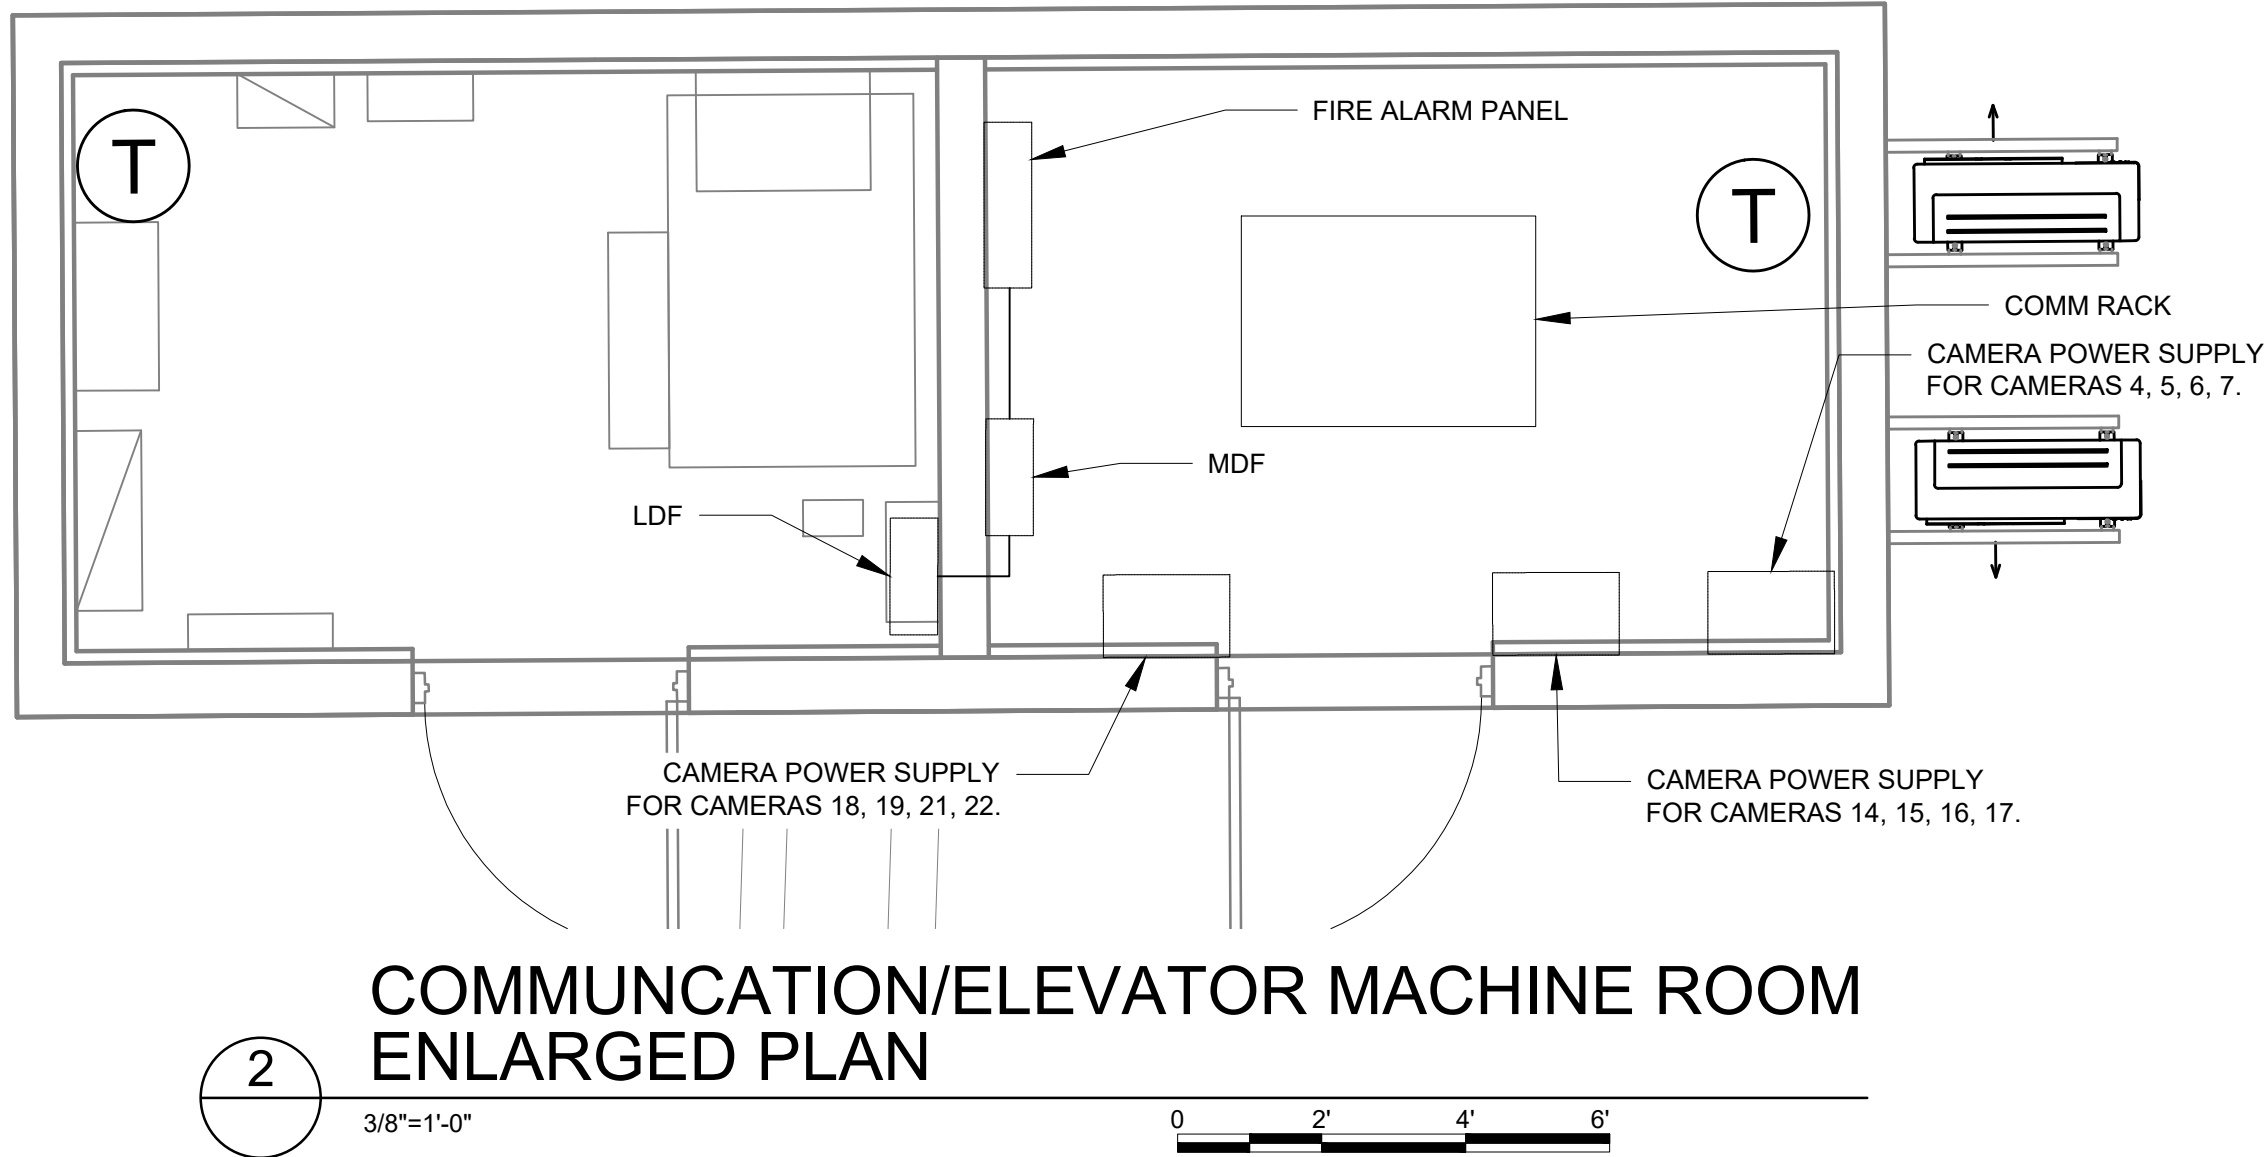 T
T
FIRE ALARM PANEL
COMM RACK
CAMERA POWER SUPPLY
FOR CAMERAS 4, 5, 6, 7.
MDF
LDF
CAMERA POWER SUPPLY
FOR CAMERAS 18, 19, 21, 22.
CAMERA POWER SUPPLY
FOR CAMERAS 14, 15, 16, 17.
COMMUNCATION/ELEVATOR MACHINE ROOM
ENLARGED PLAN
2
3/8"=1'-0"
0 2' 4' 6'